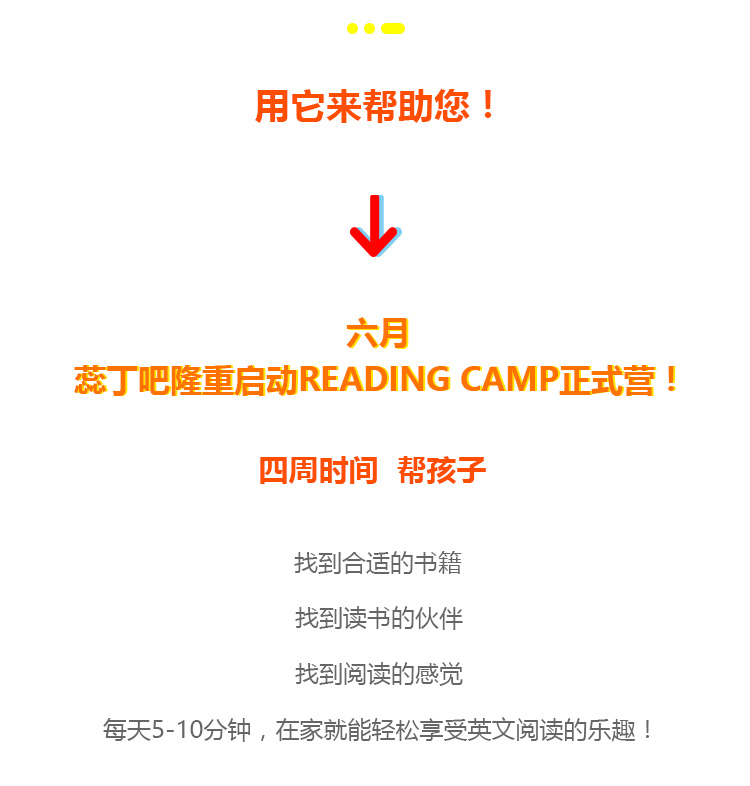 用它来帮助您！
六月
蕊丁吧隆重启动READING CAMP正式营！
四周时间 帮孩子
找到合适的书籍
找到读书的伙伴
找到阅读的感觉
每天5-10分钟，在家就能轻松享受英文阅读的乐趣！